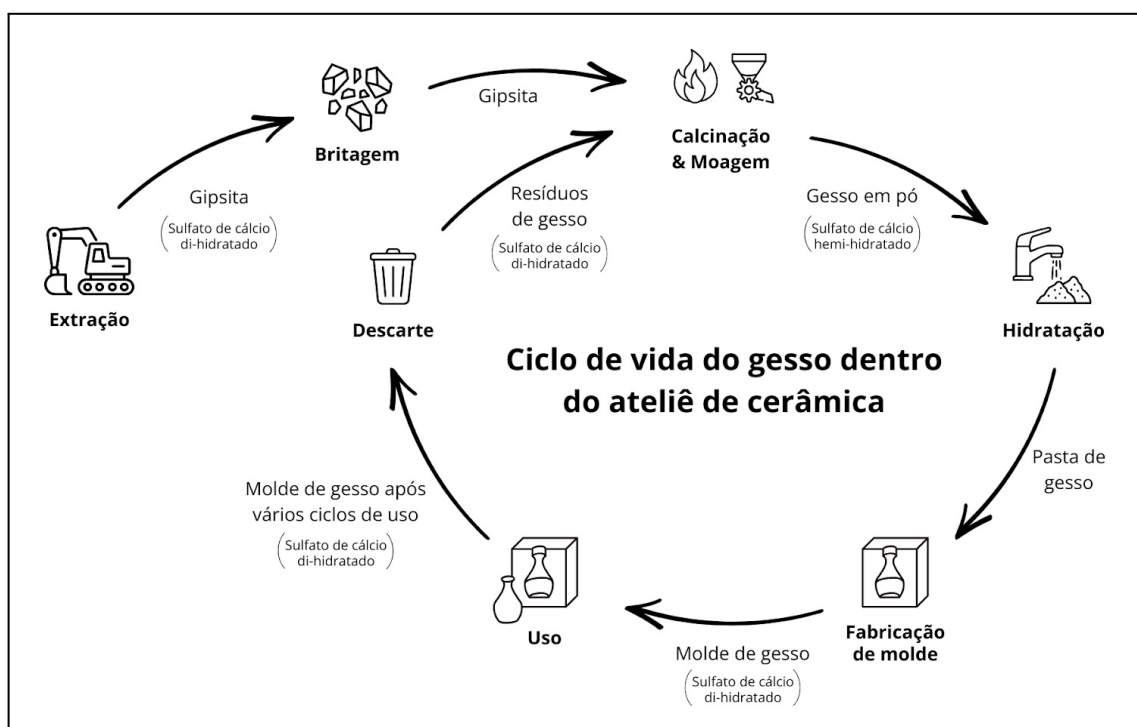 Britagem
Gipsita
Calcinação
& Moagem
Gipsita
(Sulfato de cálcio
di-hidratado)
Extração
Resíduos
de gesso
(Sulfato de cálcio
di-hidratado)
Descarte
Gesso em pó
(Sulfato de cálcio
hemi-hidratado)
Hidratação
Ciclo de vida do gesso dentro
do ateliê de cerâmica
Pasta de
gesso
Molde de gesso após
vários ciclos de uso
(Sulfato de cálcio
di-hidratado)
Uso
Molde de gesso
(Sulfato de cálcio
di-hidratado)
Fabricação
de molde